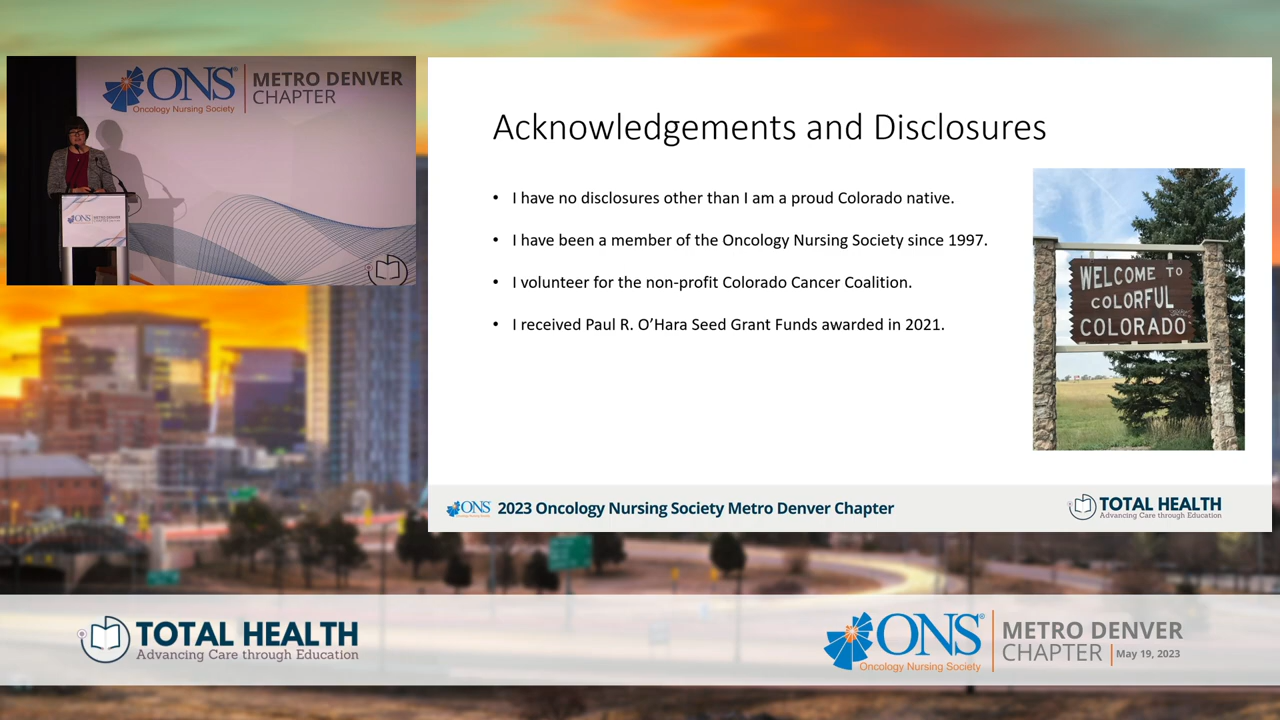 ONS
Oncology Nursing Society
METRO DENVER
CHAPTER
ONS
Acknowledgements and Disclosures
• I have no disclosures other than I am a proud Colorado native.
• I have been a member of the Oncology Nursing Society since 1997.
• I volunteer for the non-profit Colorado Cancer Coalition.
• I received Paul R. O’Hara Seed Grant Funds awarded in 2021.
WELCOME TO
COLORFUL
COLORADO
ONS
2023 Oncology Nursing Society Metro Denver Chapter
TOTAL HEALTH
Advancing Care through Education
TOTAL HEALTH
Advancing Care through Education
ONS®
Oncology Nursing Society
METRO DENVER
CHAPTER
May 19, 2023